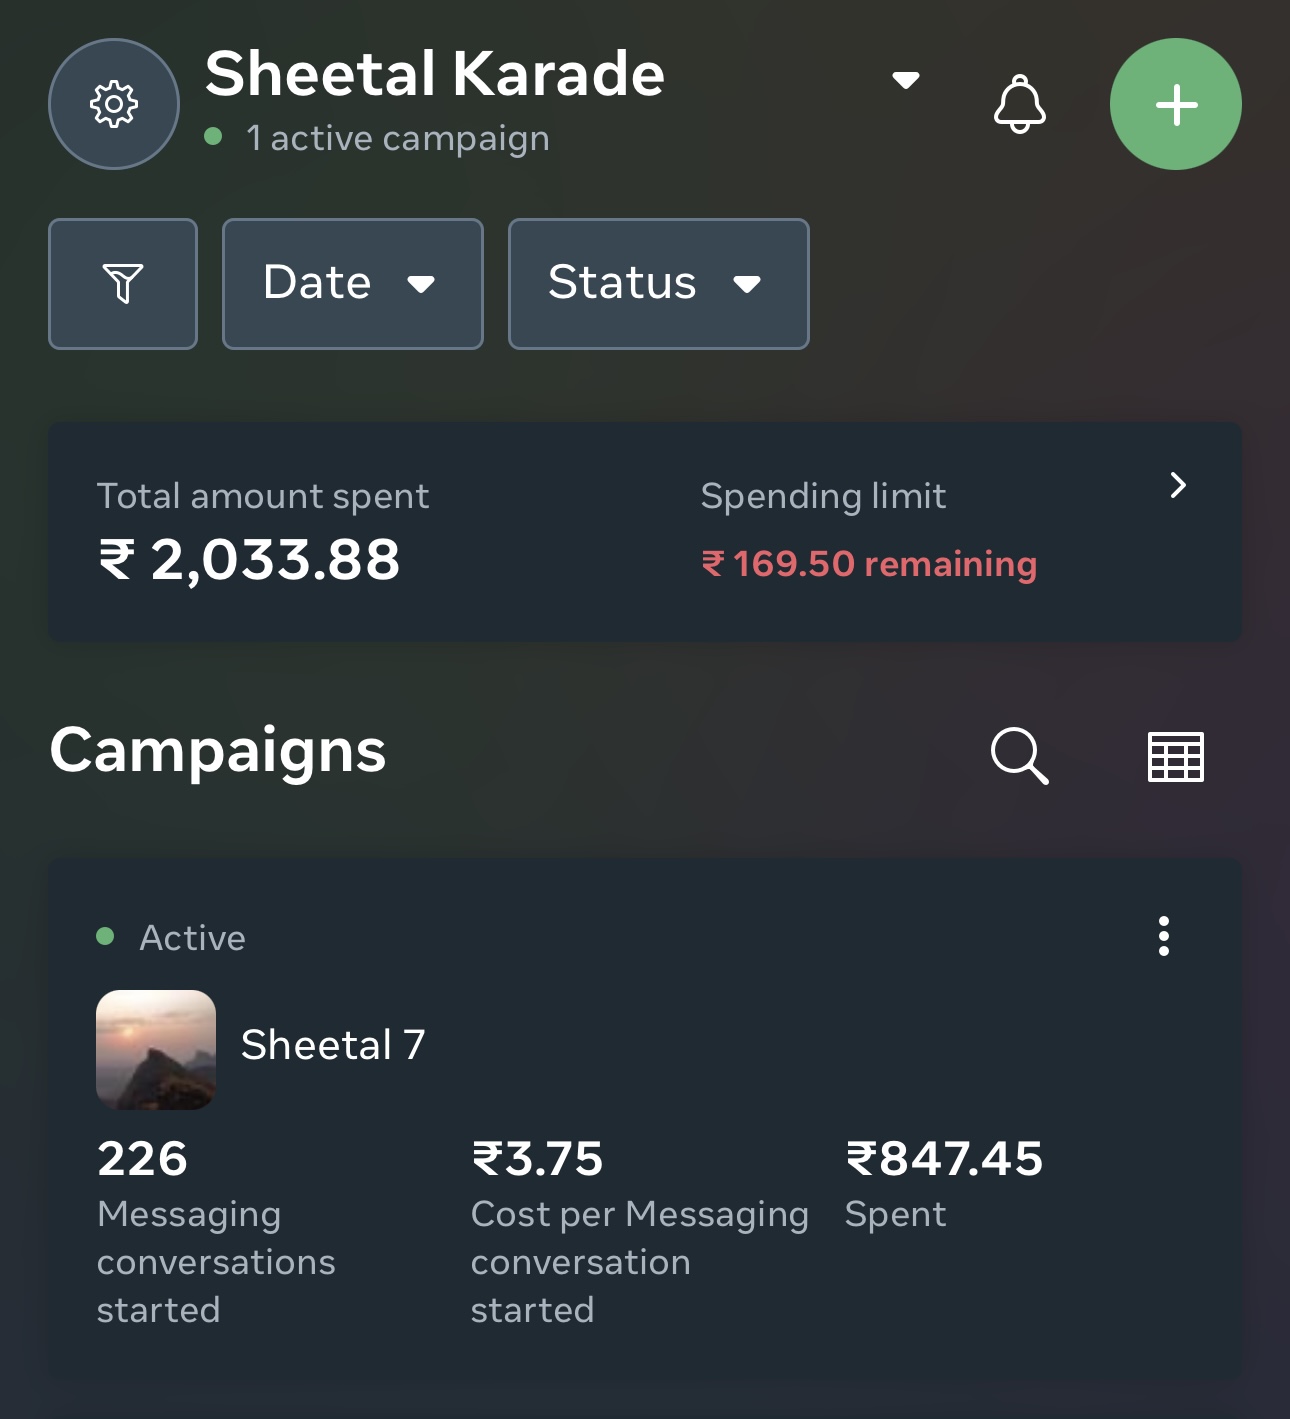 Sheetal Karade
1 active campaign
Date
Status
Total amount spent
₹ 2,033.88
Spending limit
₹ 169.50 remaining
Campaigns
Active
Sheetal 7
226
Messaging
conversations
started
₹3.75
Cost per Messaging
conversation
started
₹847.45
Spent